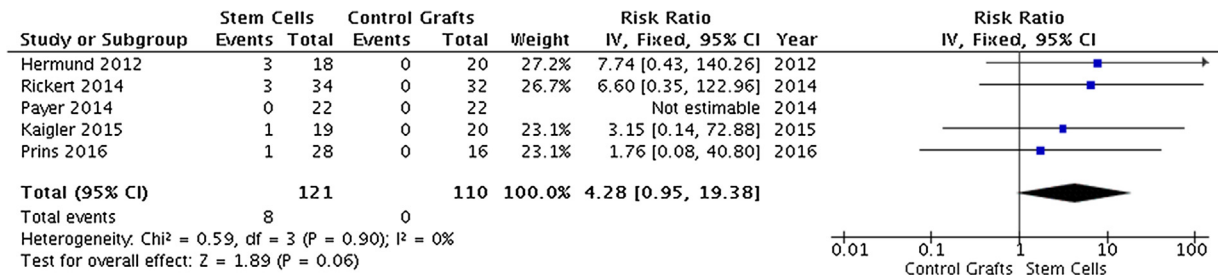 Stem Cells Control Grafts Risk Ratio Risk Ratio
Study or Subgroup Events Total Events Total Weight IV, Fixed, 95% CI Year IV, Fixed, 95% CI
Hermund 2012 3 18 0 20 27.2% 7.74 [0.43, 140.26] 2012
Rickert 2014 3 34 0 32 26.7% 6.60 [0.35, 122.96] 2014
Payer 2014 0 22 0 22 Not estimable 2014
Kaigler 2015 1 19 0 20 23.1% 3.15 [0.14, 72.88] 2015
Prins 2016 1 28 0 16 23.1% 1.76 [0.08, 40.80] 2016
Total (95% CI) 121 110 100.0% 4.28 [0.95, 19.38]
Total events 8 0
Heterogeneity: Chi² = 0.59, df = 3 (P = 0.90); I² = 0%
Test for overall effect: Z = 1.89 (P = 0.06)
0.01 0.1 1 10 100
Control Grafts Stem Cells